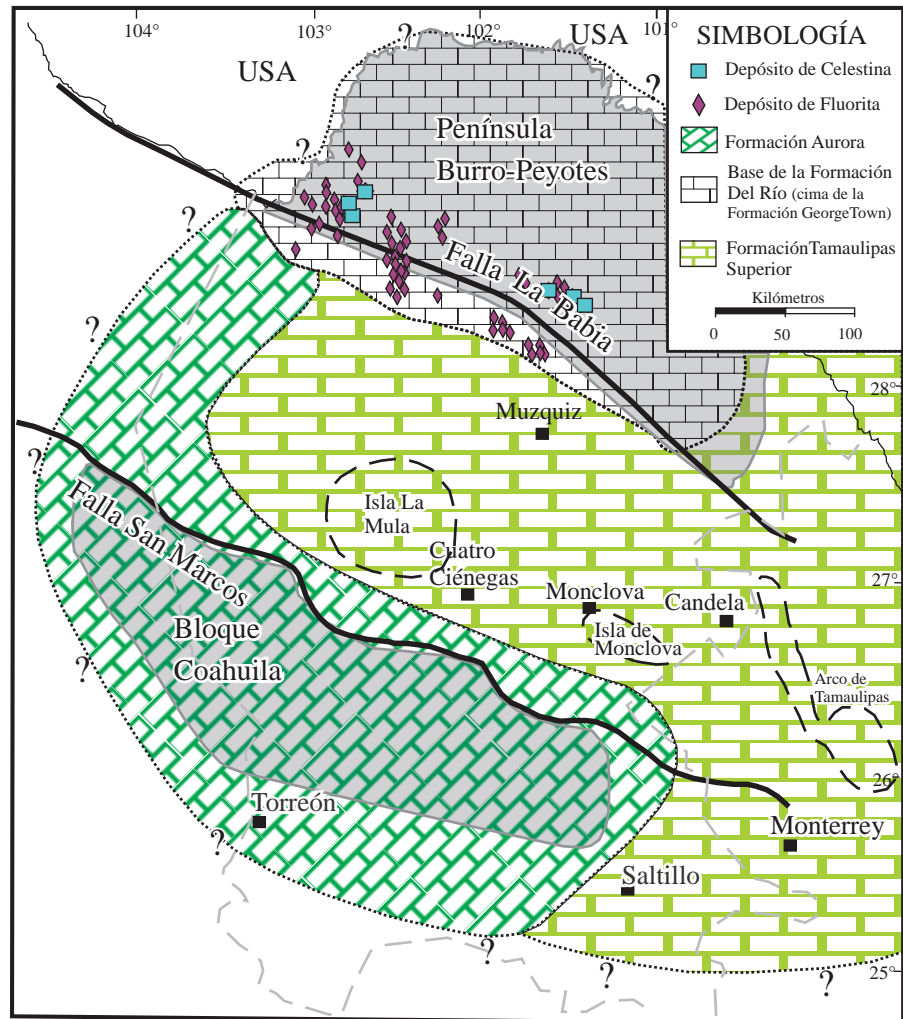 104°
103°
102°
101°
USA
USA
?
?
?
SIMBOLOGÍA
Depósito de Celestina
Depósito de Fluorita
Formación Aurora
Base de la Formación
Del Río (cima de la
Formación GeorgeTown)
FormaciónTamaulipas
Superior
Kilómetros
0
50
100
Península
Burro-Peyotes
?
Falla La Babia
?
28°
Muzquiz
?
Falla San Marcos
Isla La
Mula
?
Cuatro
Ciénegas
27°
Monclova
Candela
Isla de
Monclova
Bloque
Coahuila
?
Arco de
Tamaulipas
26°
Torreón
Monterrey
?
Saltillo
?
?
?
25°